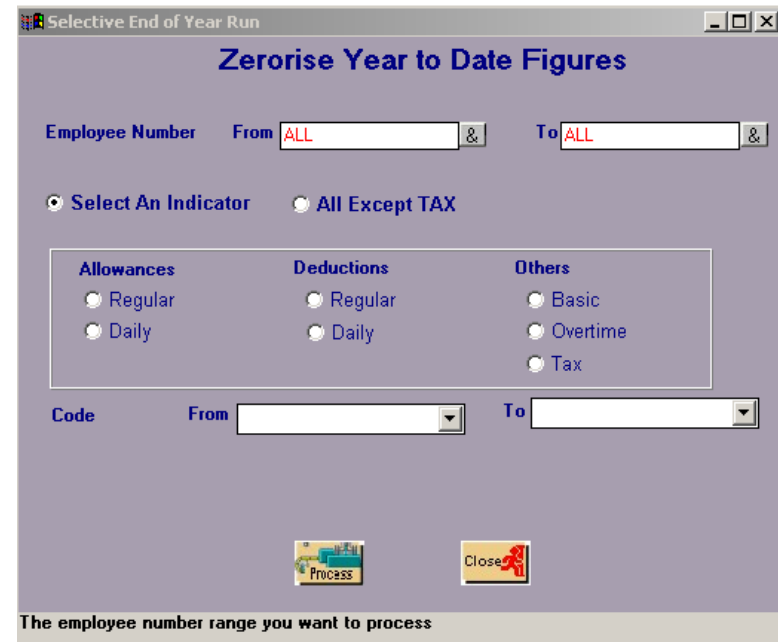 Selective End of Year Run
Zerorise Year to Date Figures
Employee Number From ALL & To ALL &
Select An Indicator All Except TAX
Allowances Deductions Others
Regular Regular Basic
Daily Daily Overtime
Tax
Code From To
Process Close
The employee number range you want to process